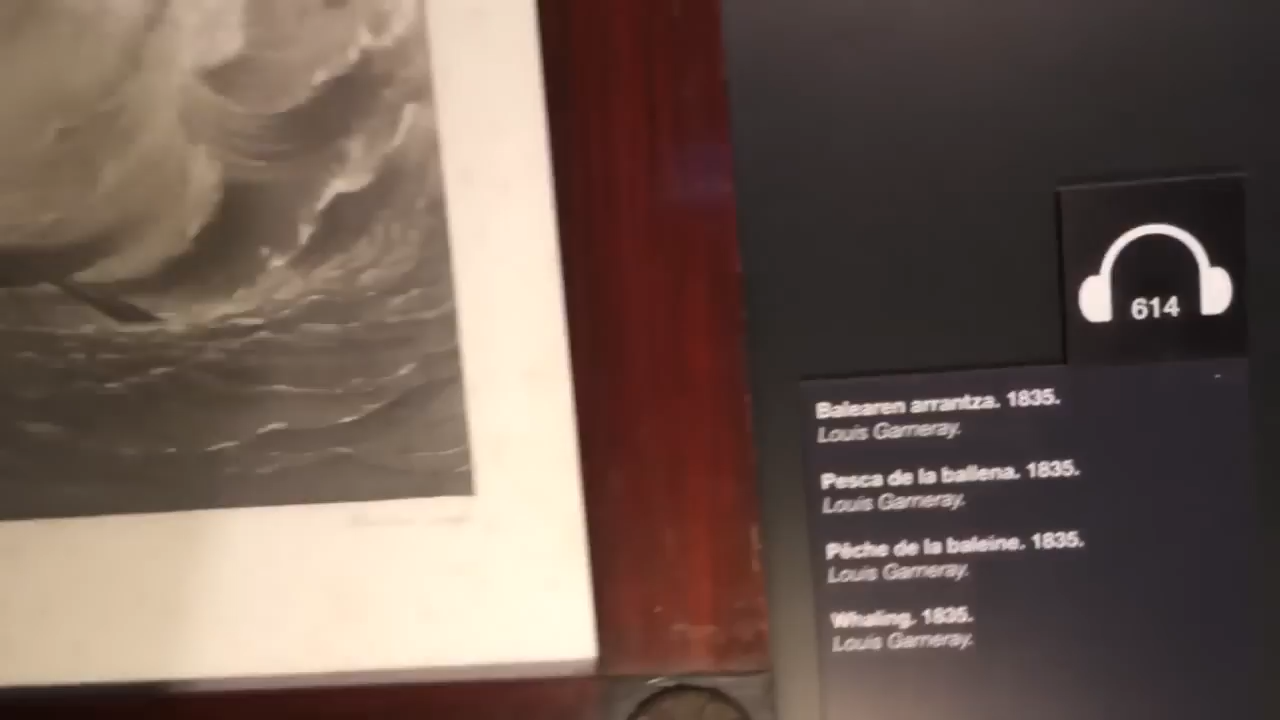 614
Balearen arrantza. 1835.
Louis Garneray.
Pesca de la ballena. 1835.
Louis Garneray.
Pêche de la baleine. 1835.
Louis Garneray.
Whaling. 1835.
Louis Garneray.